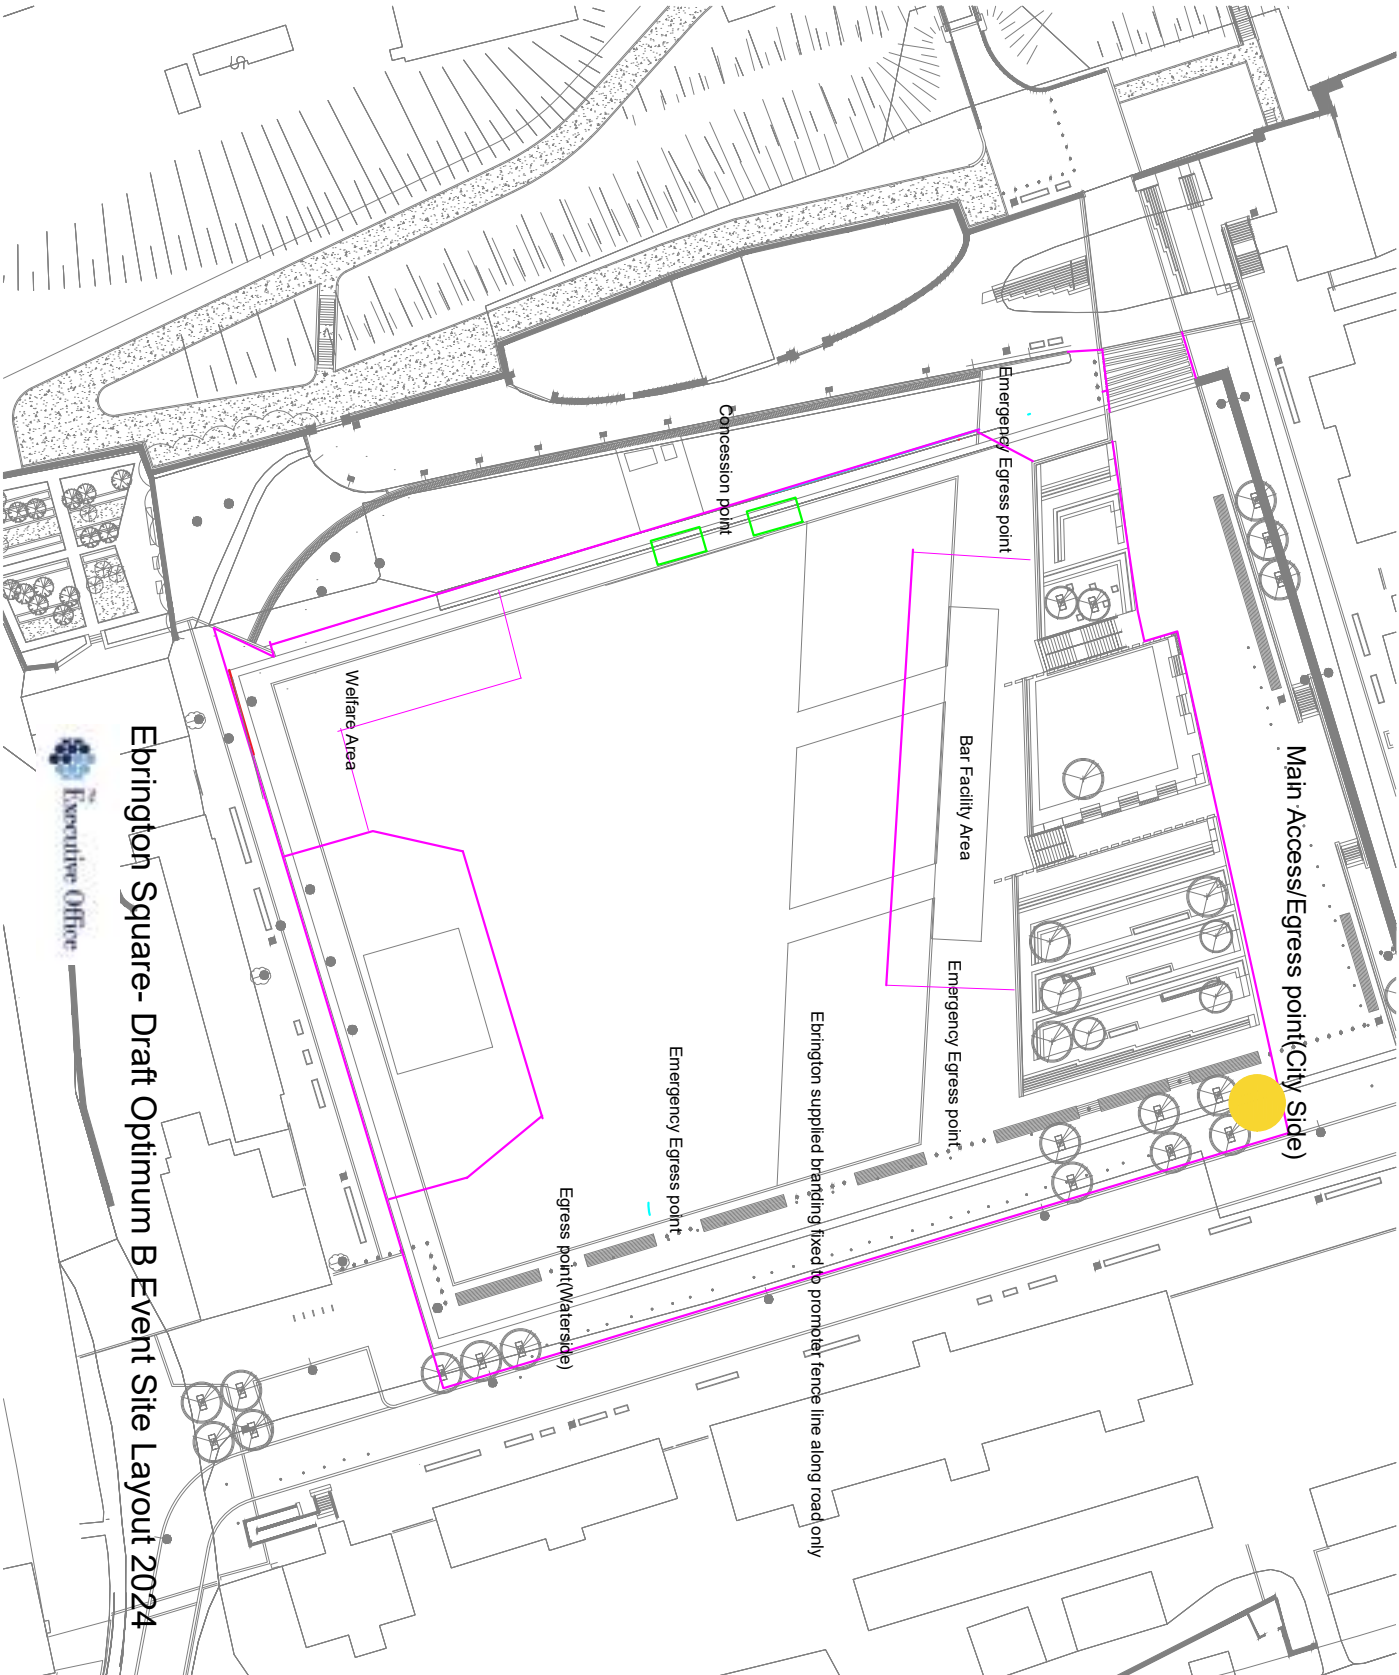 Main Access/Egress point(City Side)
Emergency Egress point
Bar Facility Area
Emergency Egress point
Ebrington supplied branding fixed to promoter fence line along road only
Concession point
Emergency Egress point
Egress point(Waterside)
Welfare Area
Ebrington Square- Draft Optimum B Event Site Layout 2024
The
Executive Office